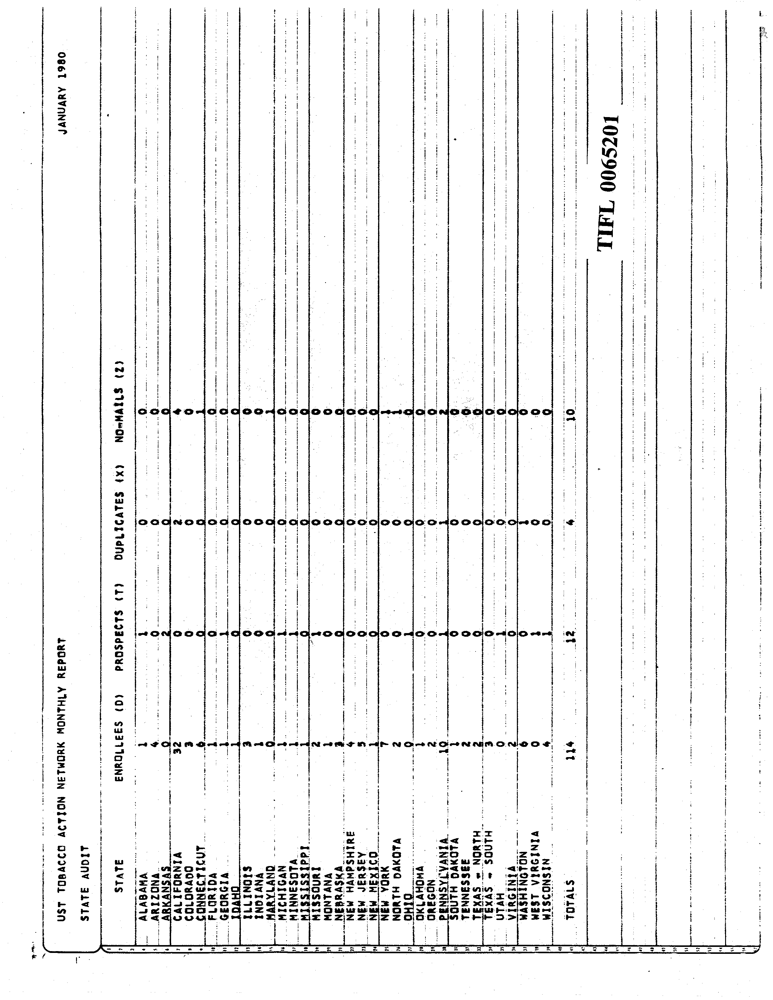 UST TOBACCO ACTION NETWORK MONTHLY REPORT JANUARY 1980
STATE AUDIT
STATE ENROLLEES (D) PROSPECTS (T) DUPLICATES (X) NO-MAILS (Z)
ALABAMA 1 1 0 0
ARIZONA 4 0 0 0
ARKANSAS 0 2 0 0
CALIFORNIA 32 0 2 4
COLORADO 3 0 0 0
CONNECTICUT 6 0 0 1
FLORIDA 1 0 0 0
GEORGIA 1 1 0 0
IDAHO 1 0 0 0
ILLINOIS 3 0 0 0
INDIANA 1 0 0 0
MARYLAND 0 0 0 1
MICHIGAN 1 1 0 0
MINNESOTA 1 1 0 0
MISSISSIPPI 1 0 0 0
MISSOURI 2 1 0 0
MONTANA 1 0 0 0
NEBRASKA 3 0 0 0
NEW HAMPSHIRE 4 0 0 0
NEW JERSEY 5 0 0 0
NEW MEXICO 1 0 0 0
NEW YORK 7 0 0 1
NORTH DAKOTA 2 0 0 1
OHIO 0 1 0 0
OKLAHOMA 1 0 0 0
OREGON 2 0 0 0
PENNSYLVANIA 10 1 1 2
SOUTH DAKOTA 1 0 0 0
TENNESSEE 2 0 0 0
TEXAS - NORTH 2 0 0 0
TEXAS - SOUTH 3 0 0 0
UTAH 0 1 0 0
VIRGINIA 2 0 0 0
WASHINGTON 6 0 1 0
WEST VIRGINIA 0 1 0 0
WISCONSIN 4 1 0 0
TOTALS 114 12 4 10
TIFL 0065201